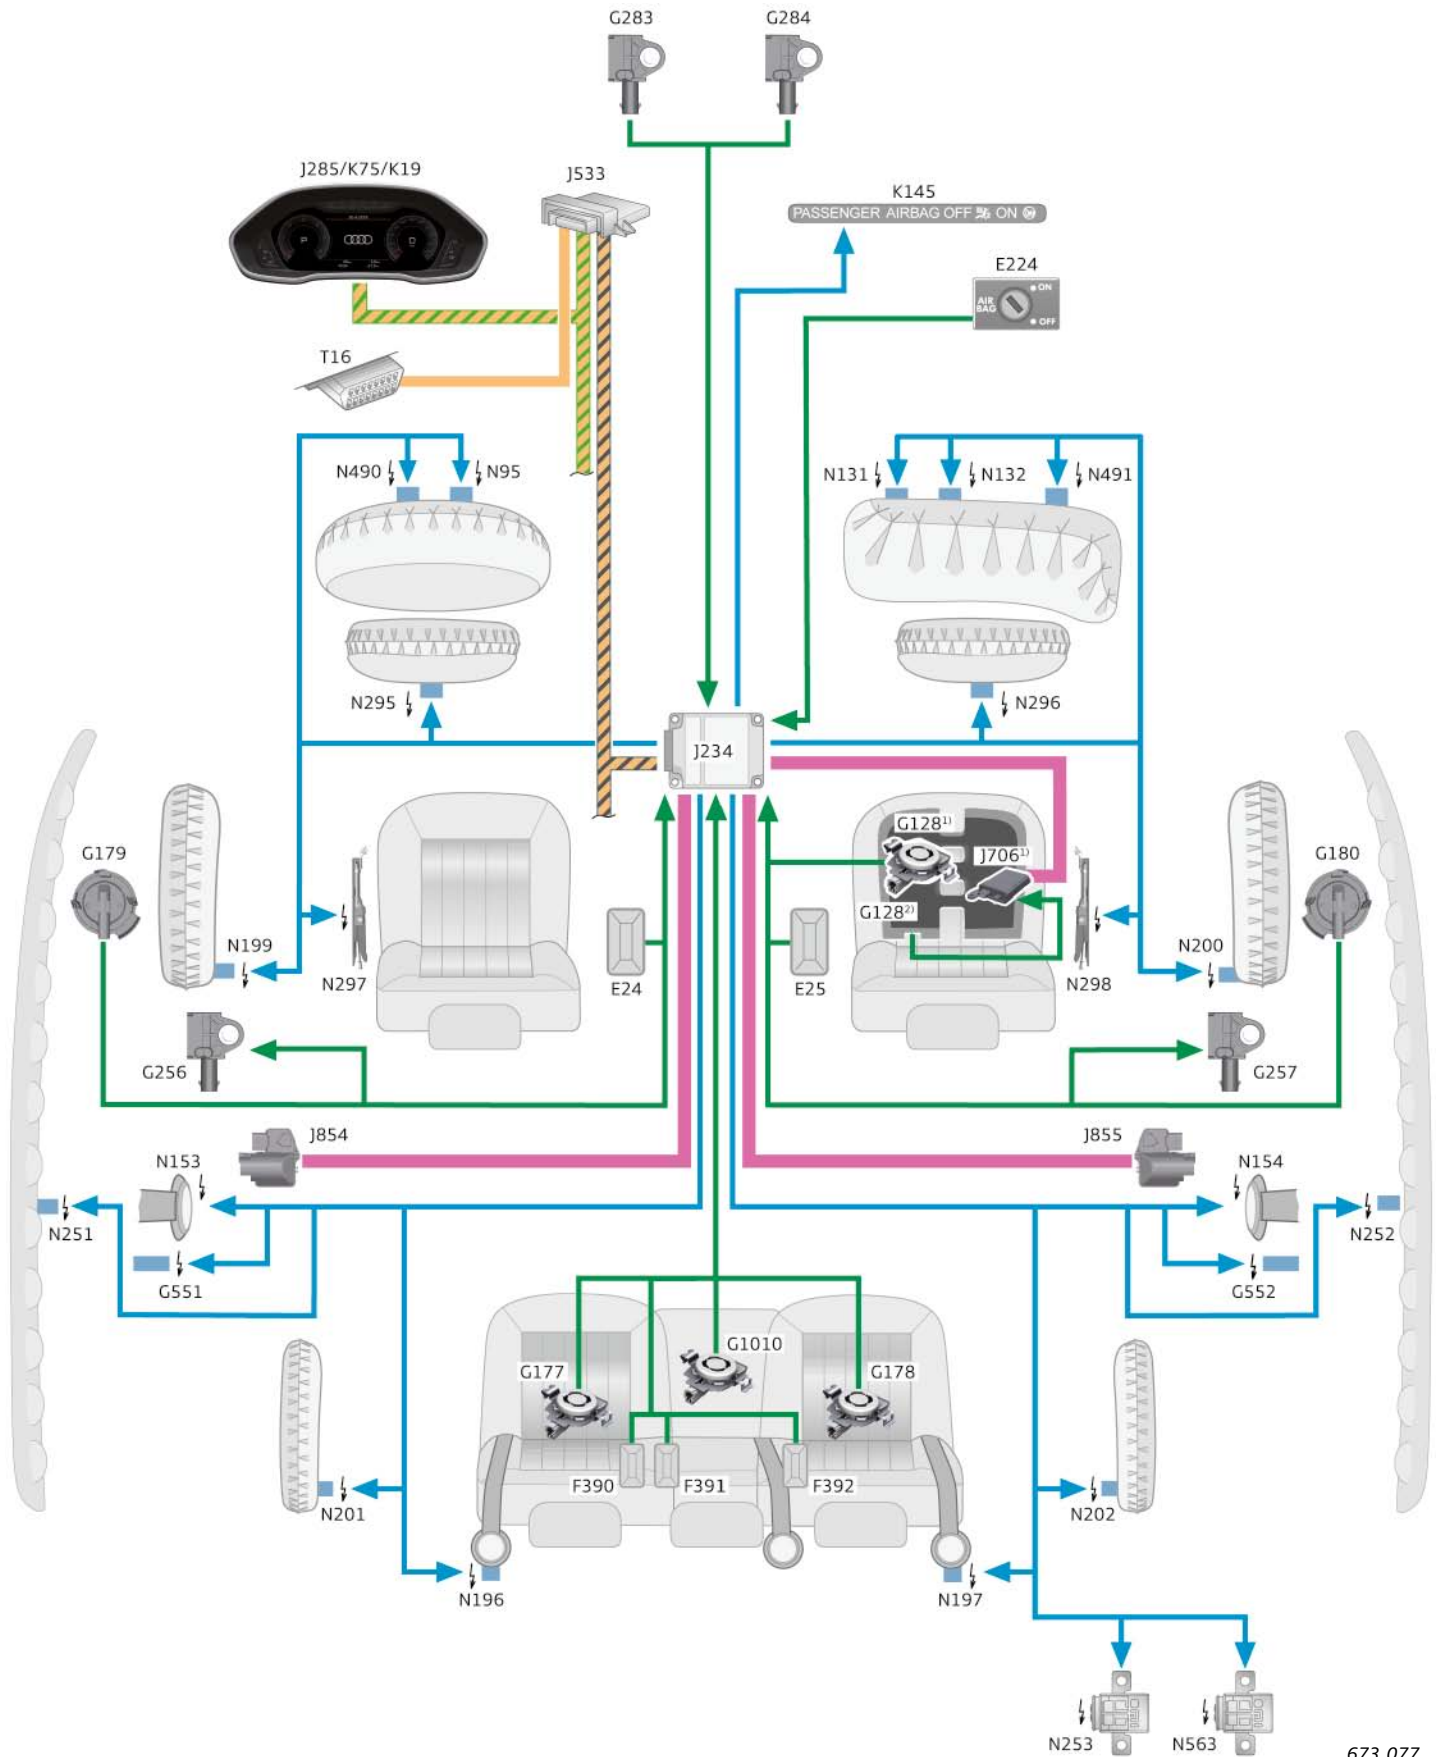 G283
G284
J285/K75/K19
J533
K145
PASSENGER AIRBAG OFF ON
E224
AIR BAG
ON
OFF
P
D
T16
N490
N95
N131
N132
N491
N295
N296
J234
G179
G128¹⁾
J706¹⁾
G180
G128²⁾
N199
N200
N297
E24
E25
N298
G256
G257
J854
J855
N153
N154
N251
N252
G551
G552
G1010
G177
G178
F390
F391
F392
N201
N202
N196
N197
N253
N563
673_077